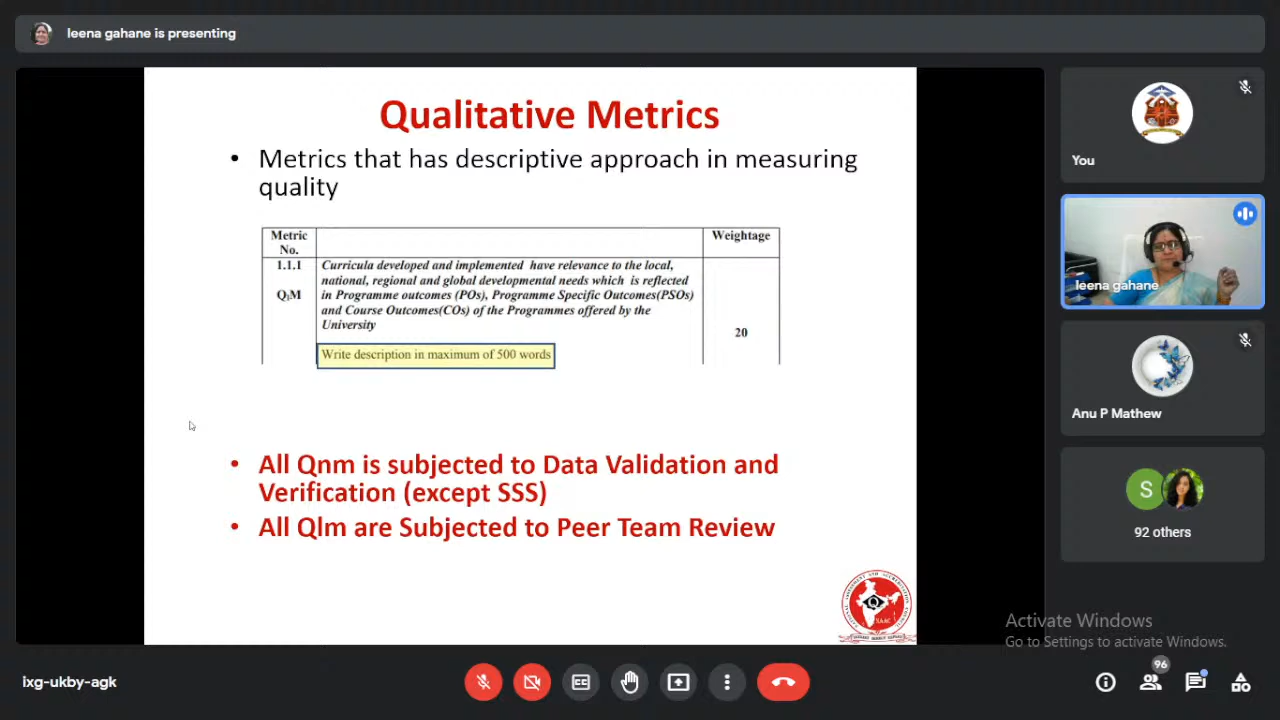 leena gahane is presenting
Qualitative Metrics
• Metrics that has descriptive approach in measuring
quality
Metric
No.
Weightage
1.1.1
Curricula developed and implemented have relevance to the local,
national, regional and global developmental needs which is reflected
QlM
in Programme outcomes (POs), Programme Specific Outcomes(PSOs)
and Course Outcomes(COs) of the Programmes offered by the
University
20
Write description in maximum of 500 words
• All Qnm is subjected to Data Validation and
Verification (except SSS)
• All Qlm are Subjected to Peer Team Review
NAAC
You
leena gahane
Anu P Mathew
S
92 others
Activate Windows
Go to Settings to activate Windows.
ixg-ukby-agk
CC
96